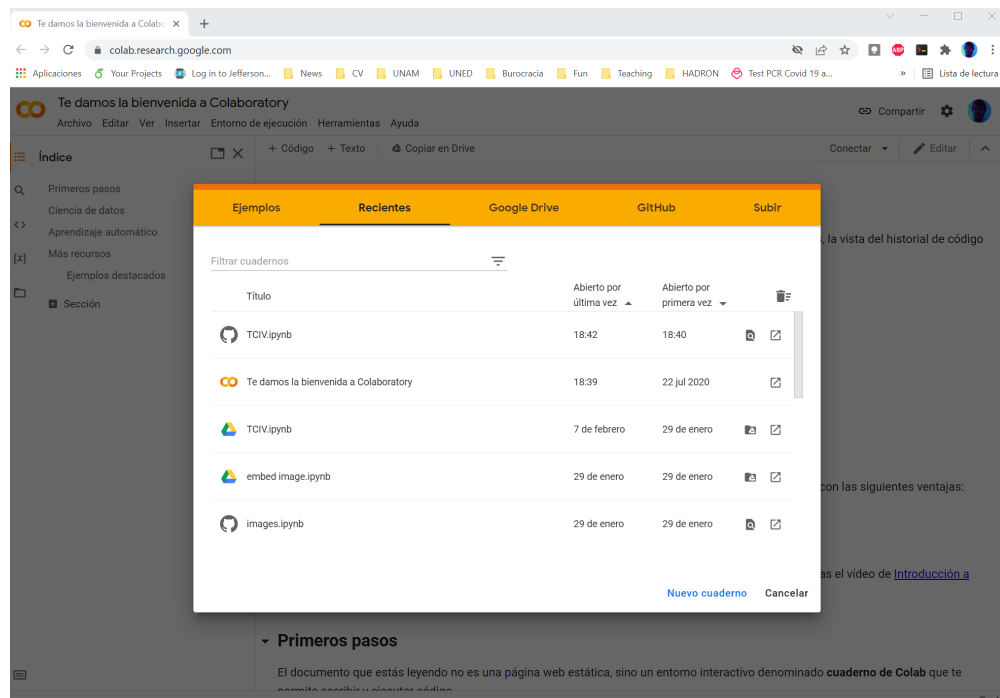 Te damos la bienvenida a Colabo
colab.research.google.com
ABP
Aplicaciones Your Projects Log in to Jefferson... News CV UNAM UNED Burocracia Fun Teaching HADRON Test PCR Covid 19 a... » Lista de lectura
Te damos la bienvenida a Colaboratory
Archivo Editar Ver Insertar Entorno de ejecución Herramientas Ayuda
Compartir
Índice
+ Código + Texto Copiar en Drive
Conectar Editar
Primeros pasos
Ciencia de datos
Aprendizaje automático
Más recursos
Ejemplos destacados
Sección
Ejemplos Recientes Google Drive GitHub Subir
, la vista del historial de código
Filtrar cuadernos
Título Abierto por última vez Abierto por primera vez
TCIV.ipynb 18:42 18:40
Te damos la bienvenida a Colaboratory 18:39 22 jul 2020
TCIV.ipynb 7 de febrero 29 de enero
embed image.ipynb 29 de enero 29 de enero
con las siguientes ventajas:
images.ipynb 29 de enero 29 de enero
as el vídeo de Introducción a
Nuevo cuaderno Cancelar
Primeros pasos
El documento que estás leyendo no es una página web estática, sino un entorno interactivo denominado cuaderno de Colab que te
permite escribir y ejecutar código.